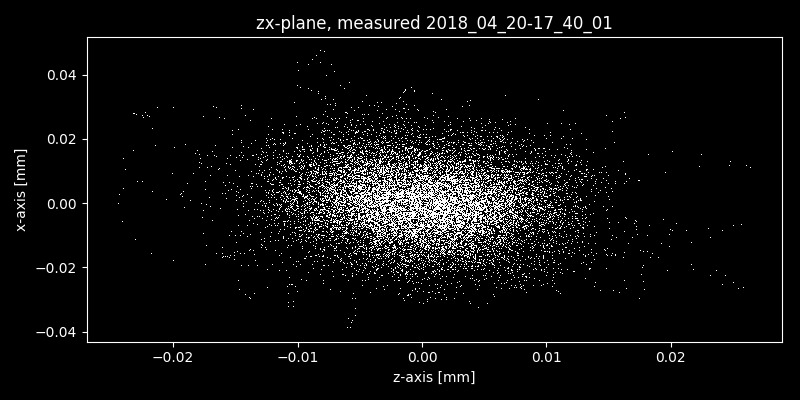 zx-plane, measured 2018_04_20-17_40_01
0.04
0.02
0.00
−0.02
−0.04
x-axis [mm]
−0.02 −0.01 0.00 0.01 0.02
z-axis [mm]